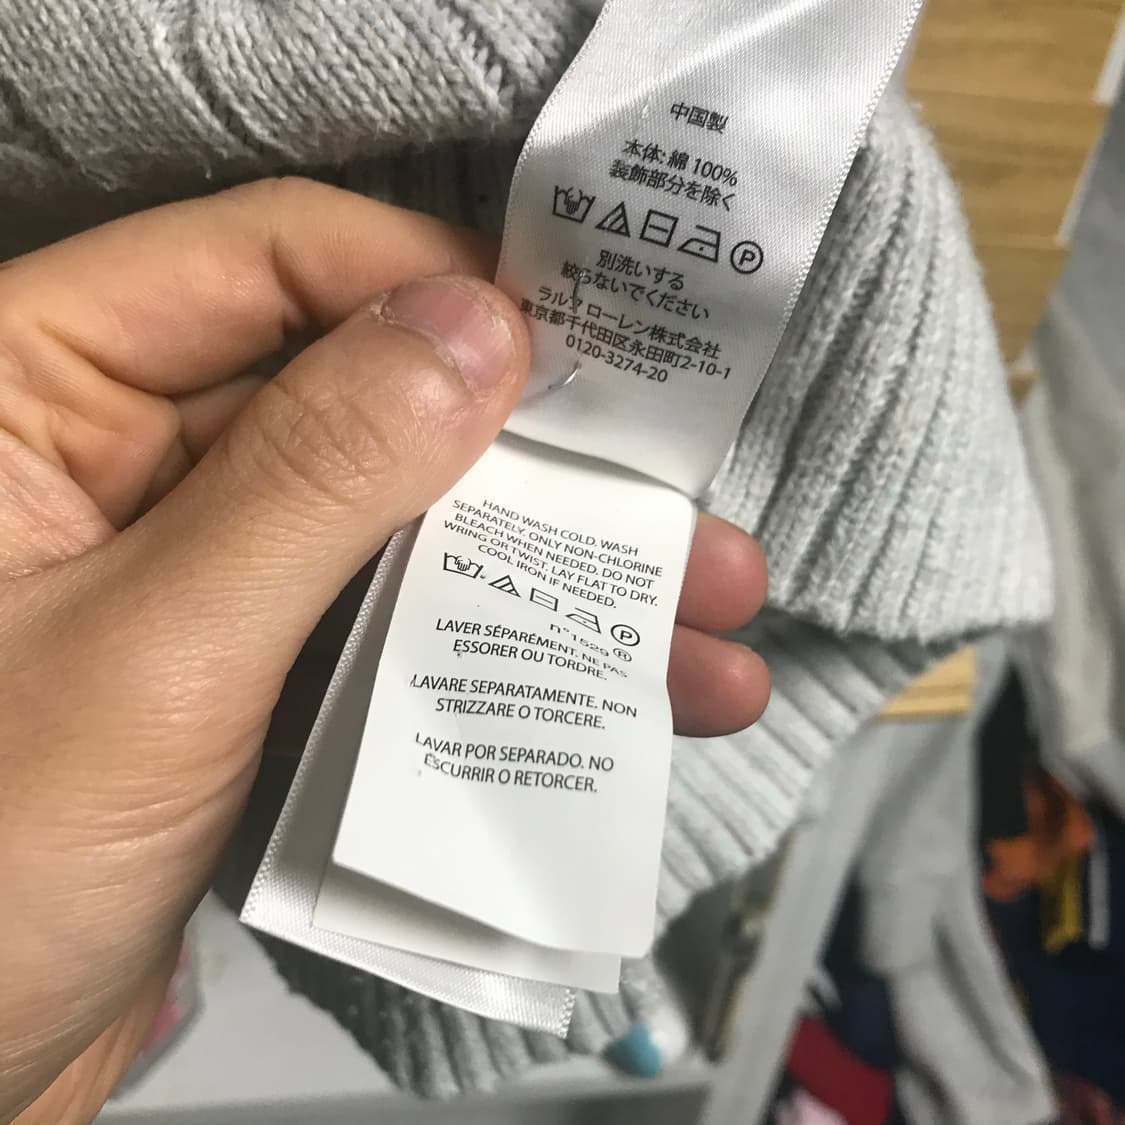 中国製
本体: 綿 100%
装飾部分を除く
P
別洗いする
絞らないでください
ラルフ ローレン株式会社
東京都千代田区永田町2-10-1
0120-3274-20
HAND WASH COLD. WASH
SEPARATELY. ONLY NON-CHLORINE
BLEACH WHEN NEEDED. DO NOT
WRING OR TWIST. LAY FLAT TO DRY.
COOL IRON IF NEEDED.
P
n°1529 ®
LAVER SÉPARÉMENT. NE PAS
ESSORER OU TORDRE.
LAVARE SEPARATAMENTE. NON
STRIZZARE O TORCERE.
LAVAR POR SEPARADO. NO
ESCURRIR O RETORCER.